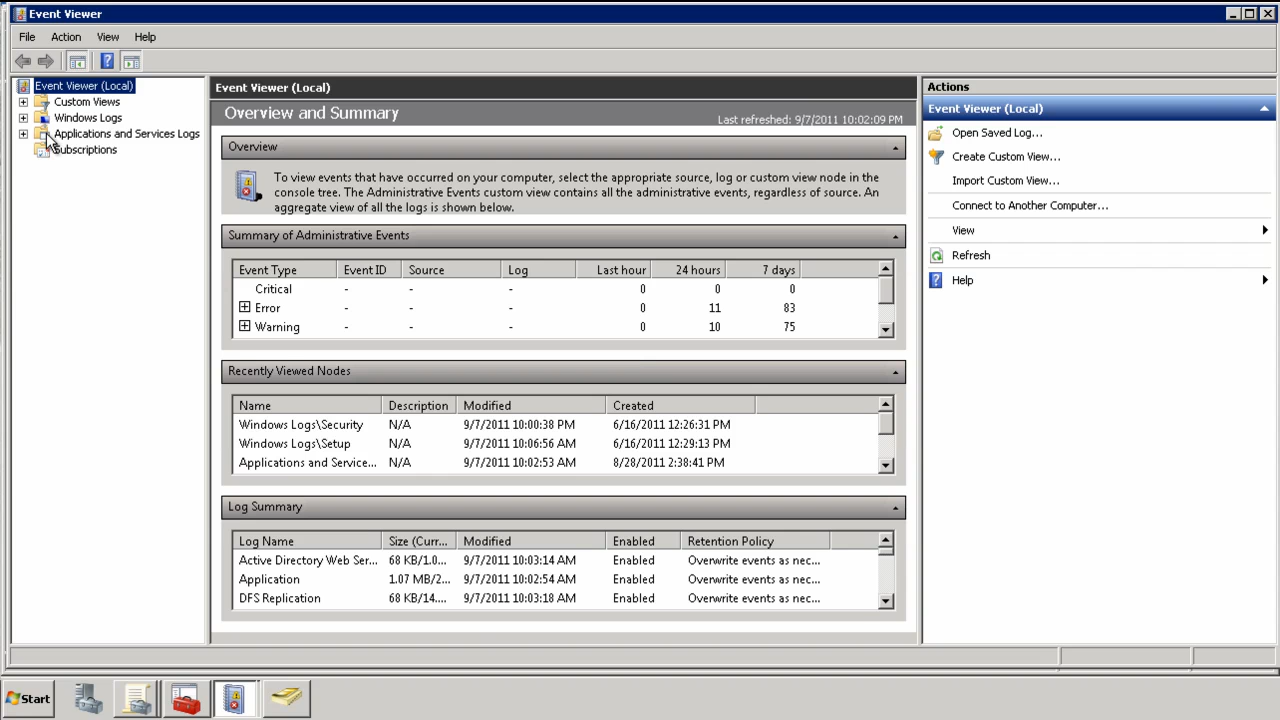 Event Viewer
File Action View Help
Event Viewer (Local)
Custom Views
Windows Logs
Applications and Services Logs
Subscriptions
Event Viewer (Local)
Overview and Summary
Last refreshed: 9/7/2011 10:02:09 PM
Overview
To view events that have occurred on your computer, select the appropriate source, log or custom view node in the
console tree. The Administrative Events custom view contains all the administrative events, regardless of source. An
aggregate view of all the logs is shown below.
Summary of Administrative Events
Event Type Event ID Source Log Last hour 24 hours 7 days
Critical - - - 0 0 0
Error - - - 0 11 83
Warning - - - 0 10 75
Recently Viewed Nodes
Name Description Modified Created
Windows Logs\Security N/A 9/7/2011 10:00:38 PM 6/16/2011 12:26:31 PM
Windows Logs\Setup N/A 9/7/2011 10:06:56 AM 6/16/2011 12:29:13 PM
Applications and Service... N/A 9/7/2011 10:02:53 AM 8/28/2011 2:38:41 PM
Log Summary
Log Name Size (Curr... Modified Enabled Retention Policy
Active Directory Web Ser... 68 KB/1.0... 9/7/2011 10:03:14 AM Enabled Overwrite events as nec...
Application 1.07 MB/2... 9/7/2011 10:02:54 AM Enabled Overwrite events as nec...
DFS Replication 68 KB/14.... 9/7/2011 10:03:18 AM Enabled Overwrite events as nec...
Actions
Event Viewer (Local)
Open Saved Log...
Create Custom View...
Import Custom View...
Connect to Another Computer...
View
Refresh
Help
Start